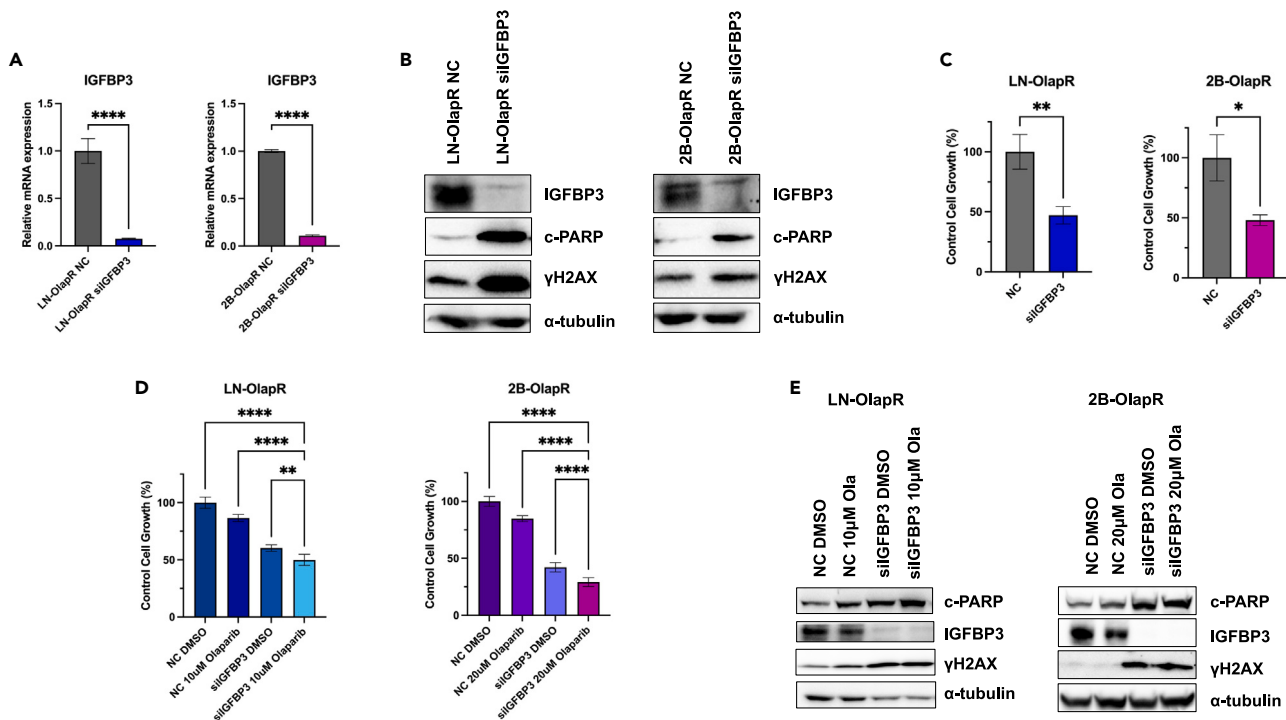 A
IGFBP3
Relative mRNA expression
1.5
1.0
0.5
0.0
****
LN-OlapR NC
LN-OlapR siIGFBP3
IGFBP3
Relative mRNA expression
1.5
1.0
0.5
0.0
****
2B-OlapR NC
2B-OlapR siIGFBP3
B
LN-OlapR NC
LN-OlapR siIGFBP3
IGFBP3
c-PARP
γH2AX
α-tubulin
2B-OlapR NC
2B-OlapR siIGFBP3
IGFBP3
c-PARP
γH2AX
α-tubulin
C
LN-OlapR
Control Cell Growth (%)
100
50
0
**
NC
siIGFBP3
2B-OlapR
Control Cell Growth (%)
100
50
0
*
NC
siIGFBP3
D
LN-OlapR
Control Cell Growth (%)
100
50
0
****
****
**
NC DMSO
NC 10uM Olaparib
siIGFBP3 DMSO
siIGFBP3 10uM Olaparib
2B-OlapR
Control Cell Growth (%)
100
50
0
****
****
****
NC DMSO
NC 20uM Olaparib
siIGFBP3 DMSO
siIGFBP3 20uM Olaparib
E
LN-OlapR
NC DMSO
NC 10µM Ola
siIGFBP3 DMSO
siIGFBP3 10µM Ola
c-PARP
IGFBP3
γH2AX
α-tubulin
2B-OlapR
NC DMSO
NC 20µM Ola
siIGFBP3 DMSO
siIGFBP3 20µM Ola
c-PARP
IGFBP3
γH2AX
α-tubulin